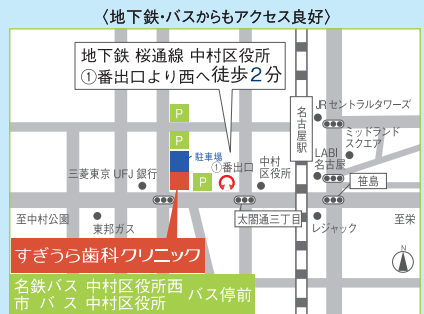 〈地下鉄・バスからもアクセス良好〉
地下鉄 桜通線 中村区役所
①番出口より西へ徒歩2分
P
P
駐車場
P
①番出口
三菱東京UFJ銀行
中村
区役所
名古屋駅
JRセントラルタワーズ
ミッドランド
スクエア
LABI
名古屋
笹島
至中村公園
東邦ガス
太閤通三丁目
レジャック
至栄
すぎうら歯科クリニック
N
名鉄バス 中村区役所西
市バス 中村区役所
バス停前